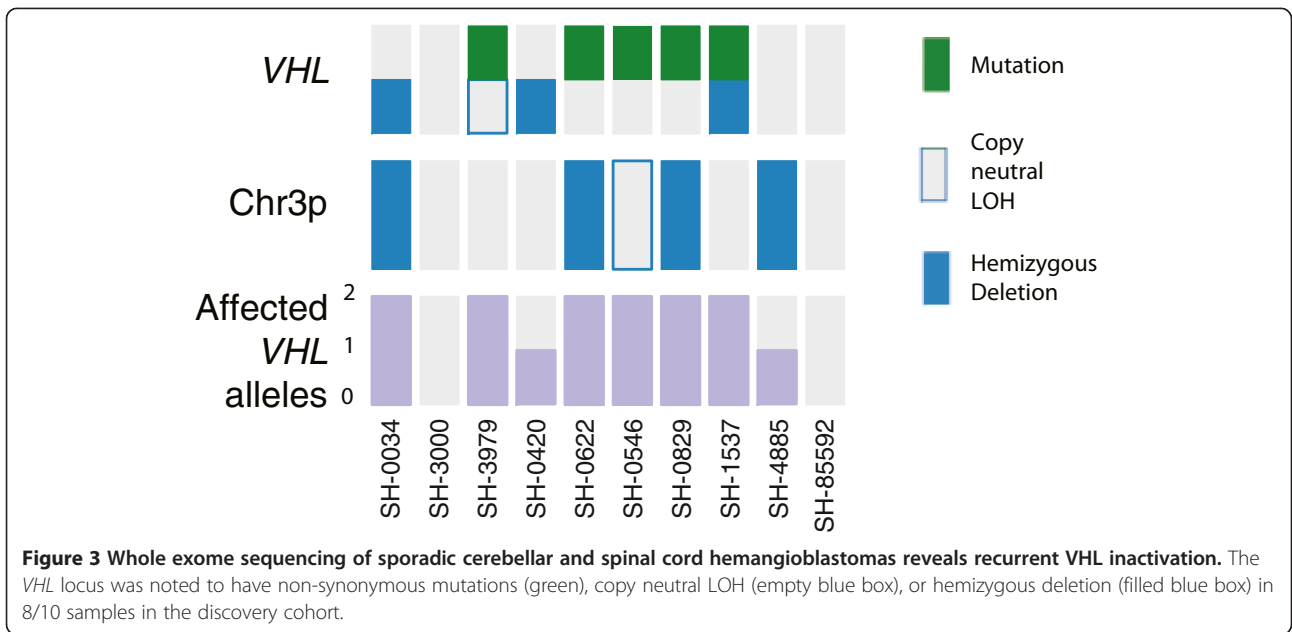 VHL
Mutation
Copy
neutral
LOH
Chr3p
Hemizygous
Deletion
Affected
VHL
alleles
2
1
0
SH-0034
SH-3000
SH-3979
SH-0420
SH-0622
SH-0546
SH-0829
SH-1537
SH-4885
SH-85592
Figure 3 Whole exome sequencing of sporadic cerebellar and spinal cord hemangioblastomas reveals recurrent VHL inactivation. The
VHL locus was noted to have non-synonymous mutations (green), copy neutral LOH (empty blue box), or hemizygous deletion (filled blue box) in
8/10 samples in the discovery cohort.